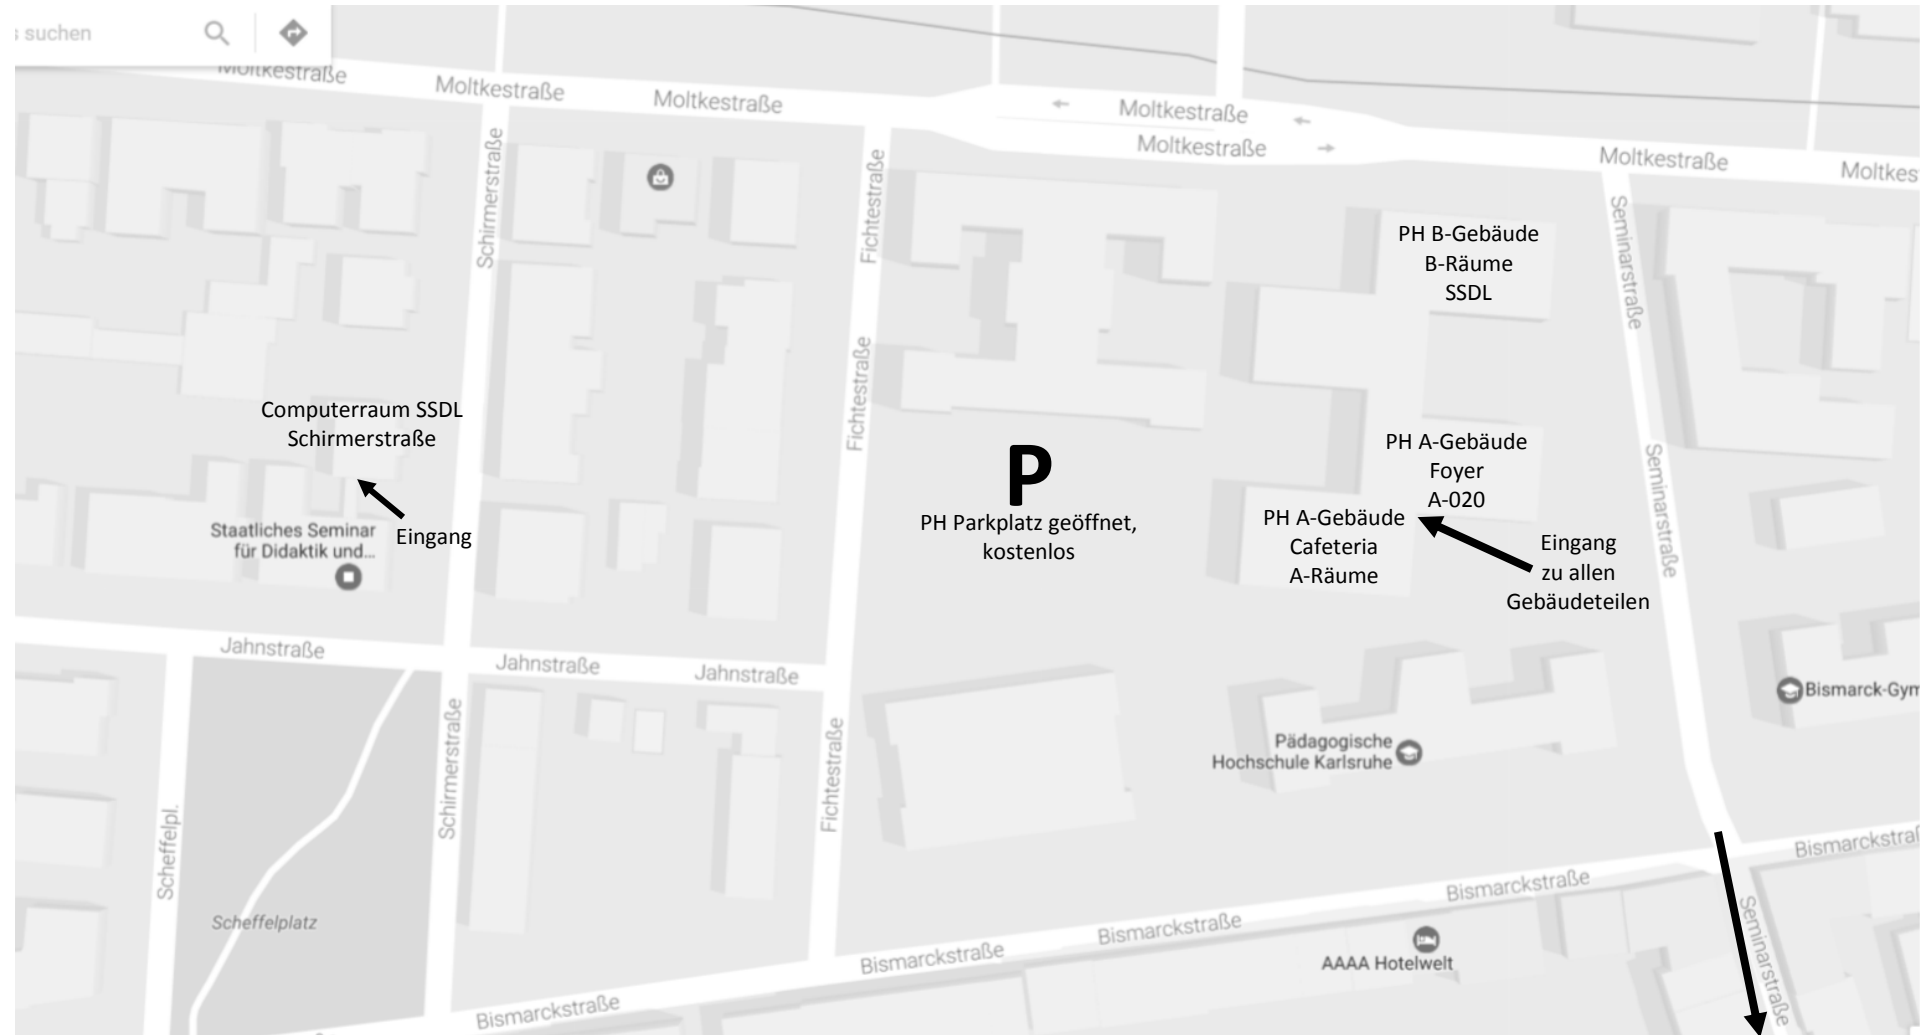 s suchen
Moltkestraße
Moltkestraße
Moltkestraße
Moltkestraße
Moltkestraße
Moltkestraße
Moltkes
Schirmerstraße
Fichtestraße
Seminarstraße
PH B-Gebäude
B-Räume
SSDL
Fichtestraße
Computerraum SSDL
Schirmerstraße
Eingang
Staatliches Seminar
für Didaktik und...
P
PH Parkplatz geöffnet,
kostenlos
PH A-Gebäude
Foyer
A-020
PH A-Gebäude
Cafeteria
A-Räume
Eingang
zu allen
Gebäudeteilen
Seminarstraße
Jahnstraße
Jahnstraße
Jahnstraße
Schirmerstraße
Fichtestraße
Bismarck-Gym
Pädagogische
Hochschule Karlsruhe
Scheffelpl.
Scheffelplatz
Bismarckstraß
Bismarckstraße
Bismarckstraße
Bismarckstraße
Bismarckstraße
AAAA Hotelwelt
Seminarstraße